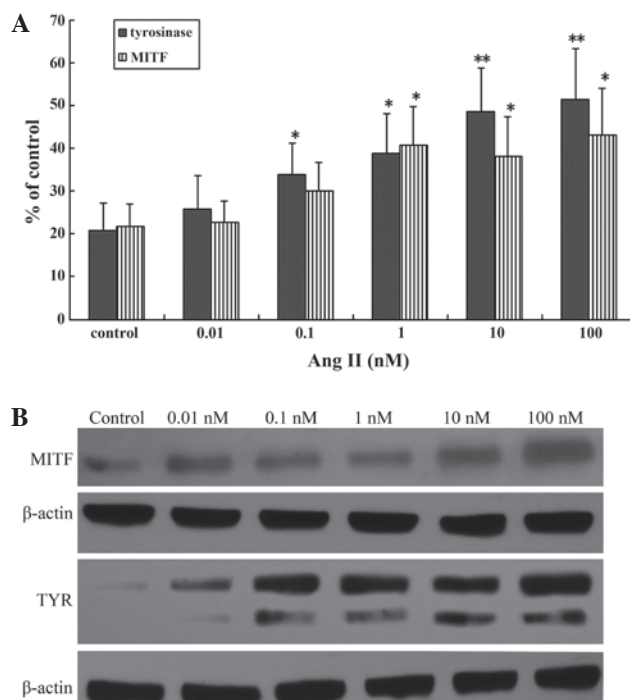 A
70
60
50
40
30
20
10
0
% of control
tyrosinase
MITF
*
* *
**
*
**
*
control 0.01 0.1 1 10 100
Ang II (nM)
B
Control 0.01 nM 0.1 nM 1 nM 10 nM 100 nM
MITF
β-actin
TYR
β-actin